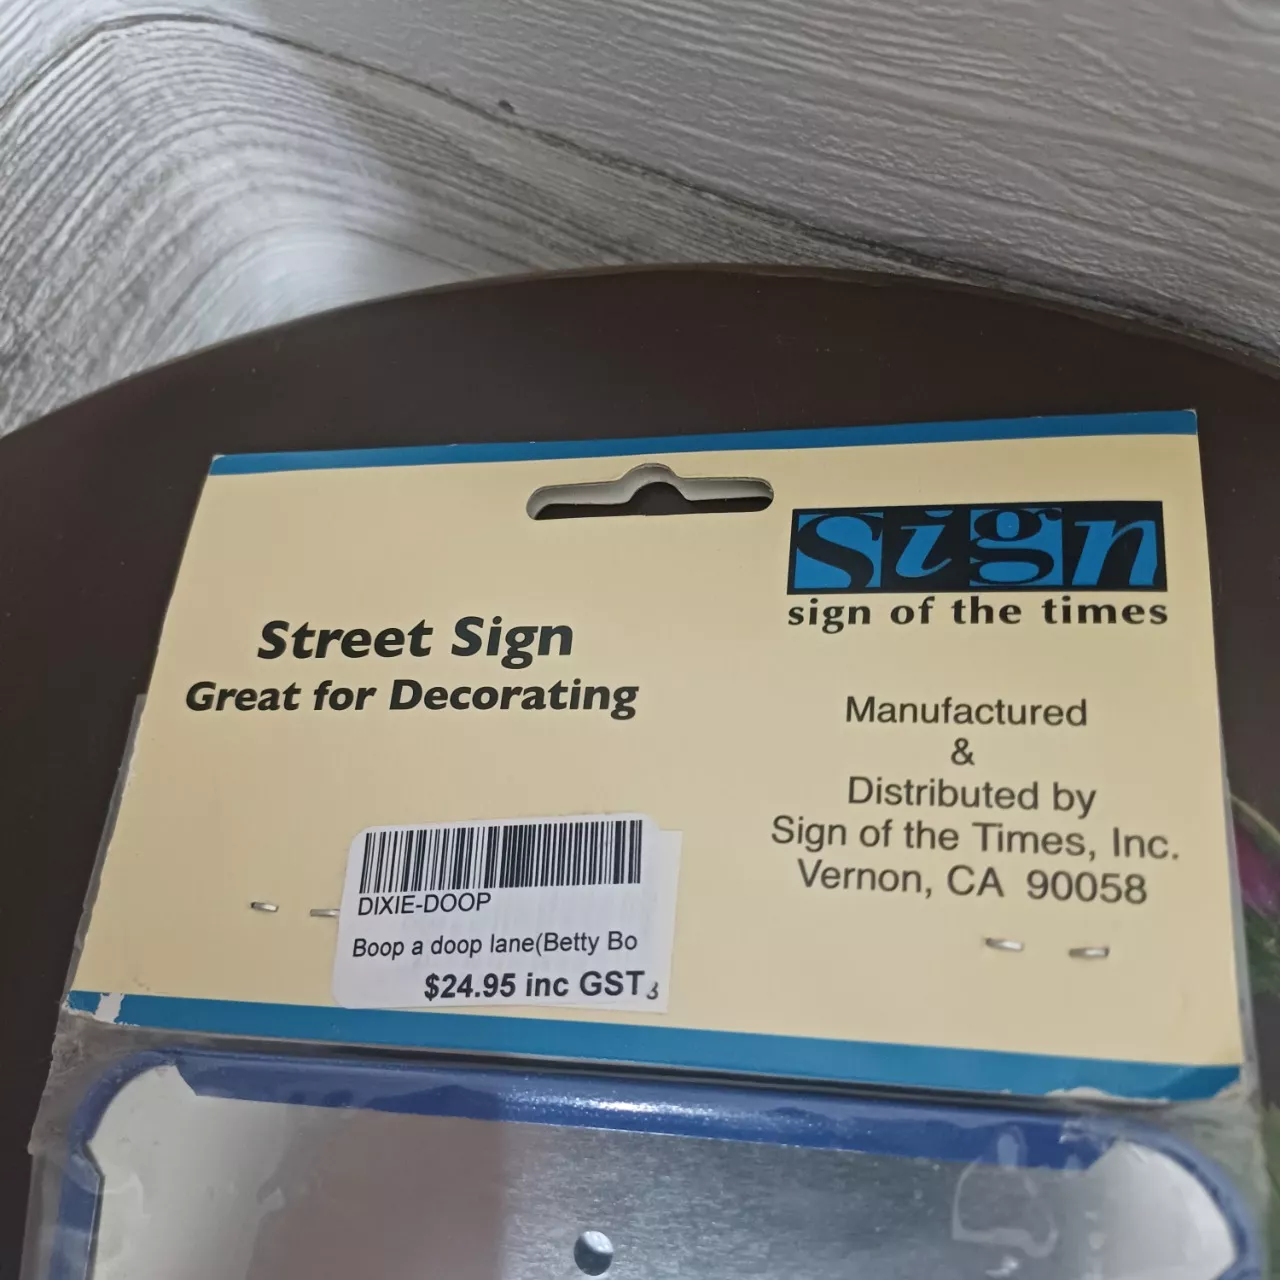 Sign
sign of the times
Street Sign
Great for Decorating
Manufactured
&
Distributed by
Sign of the Times, Inc.
Vernon, CA 90058
DIXIE-DOOP
Boop a doop lane(Betty Bo
$24.95 inc GST